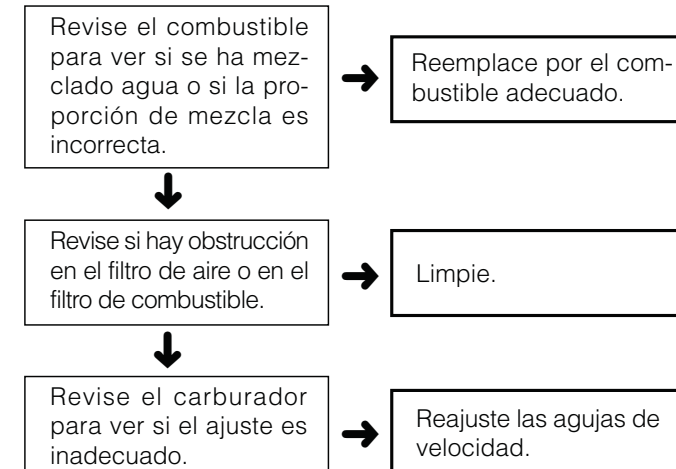 Revise el combustible
para ver si se ha mez-
clado agua o si la pro-
porción de mezcla es
incorrecta.
Reemplace por el com-
bustible adecuado.
Revise si hay obstrucción
en el filtro de aire o en el
filtro de combustible.
Limpie.
Revise el carburador
para ver si el ajuste es
inadecuado.
Reajuste las agujas de
velocidad.